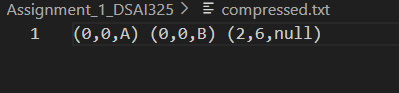 Assignment_1_DSAI325 > compressed.txt
1 (0,0,A) (0,0,B) (2,6,null)